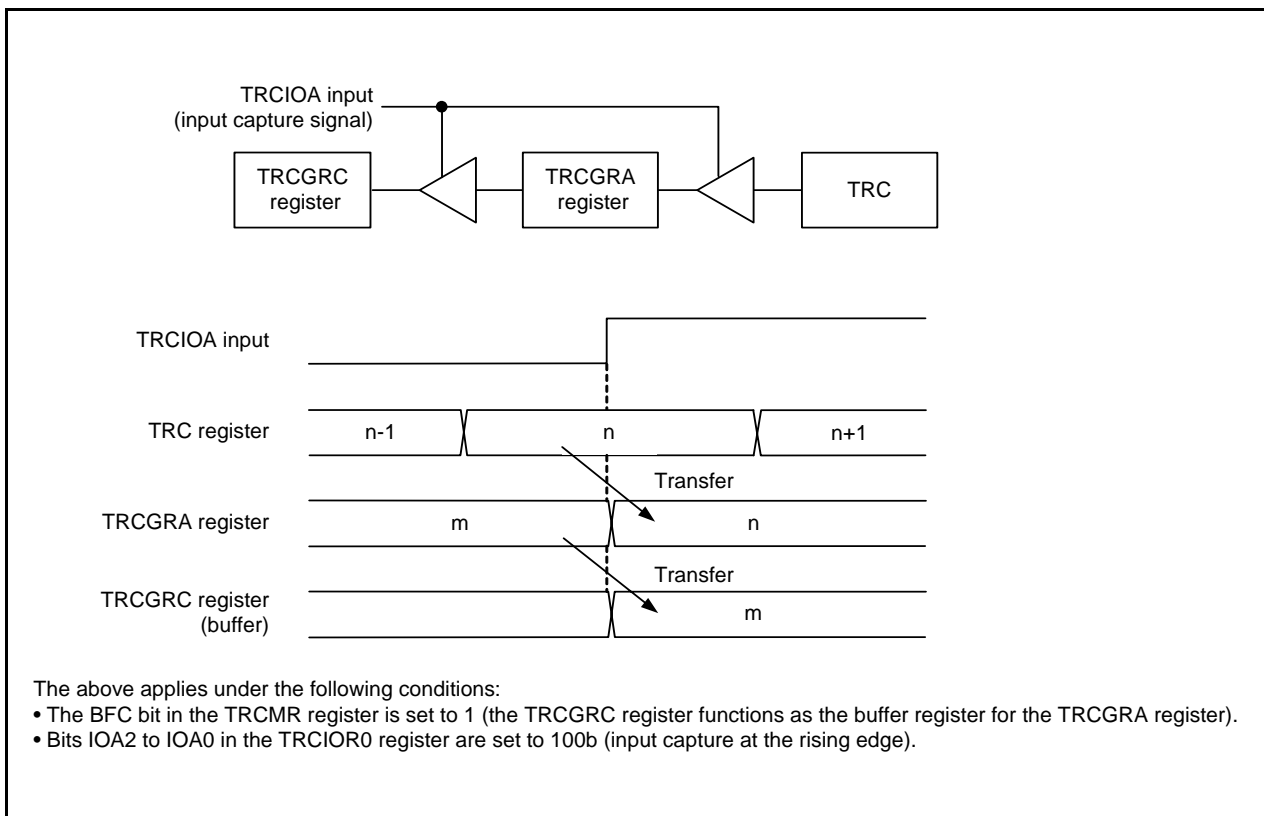 TRCIOA input
(input capture signal)
TRCGRC
register
TRCGRA
register
TRC
TRCIOA input
TRC register
n-1
n
n+1
Transfer
TRCGRA register
m
n
Transfer
TRCGRC register
(buffer)
m
The above applies under the following conditions:
• The BFC bit in the TRCMR register is set to 1 (the TRCGRC register functions as the buffer register for the TRCGRA register).
• Bits IOA2 to IOA0 in the TRCIOR0 register are set to 100b (input capture at the rising edge).